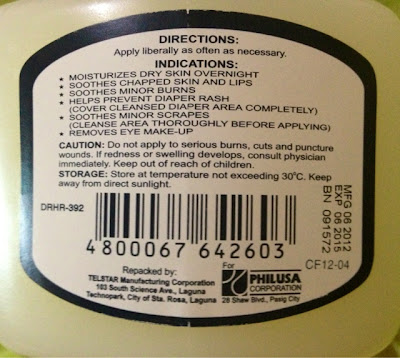 DIRECTIONS:
Apply liberally as often as necessary.
INDICATIONS:
★ MOISTURIZES DRY SKIN OVERNIGHT
★ SOOTHES CHAPPED SKIN AND LIPS
★ SOOTHES MINOR BURNS
★ HELPS PREVENT DIAPER RASH
(COVER CLEANSED DIAPER AREA COMPLETELY)
★ SOOTHES MINOR SCRAPES
(CLEANSE AREA THOROUGHLY BEFORE APPLYING)
★ REMOVES EYE MAKE-UP
CAUTION: Do not apply to serious burns, cuts and puncture
wounds. If redness or swelling develops, consult physician
immediately. Keep out of reach of children.
STORAGE: Store at temperature not exceeding 30°C. Keep
away from direct sunlight.
DRHR-392
4 800067 642603
MFG 06 2012
EXP 06 2015
BN 091572
CF12-04
Repacked by:
TELSTAR Manufacturing Corporation
103 South Science Ave., Laguna
Technopark, City of Sta. Rosa, Laguna
For
PHILUSA
CORPORATION
28 Shaw Blvd., Pasig City